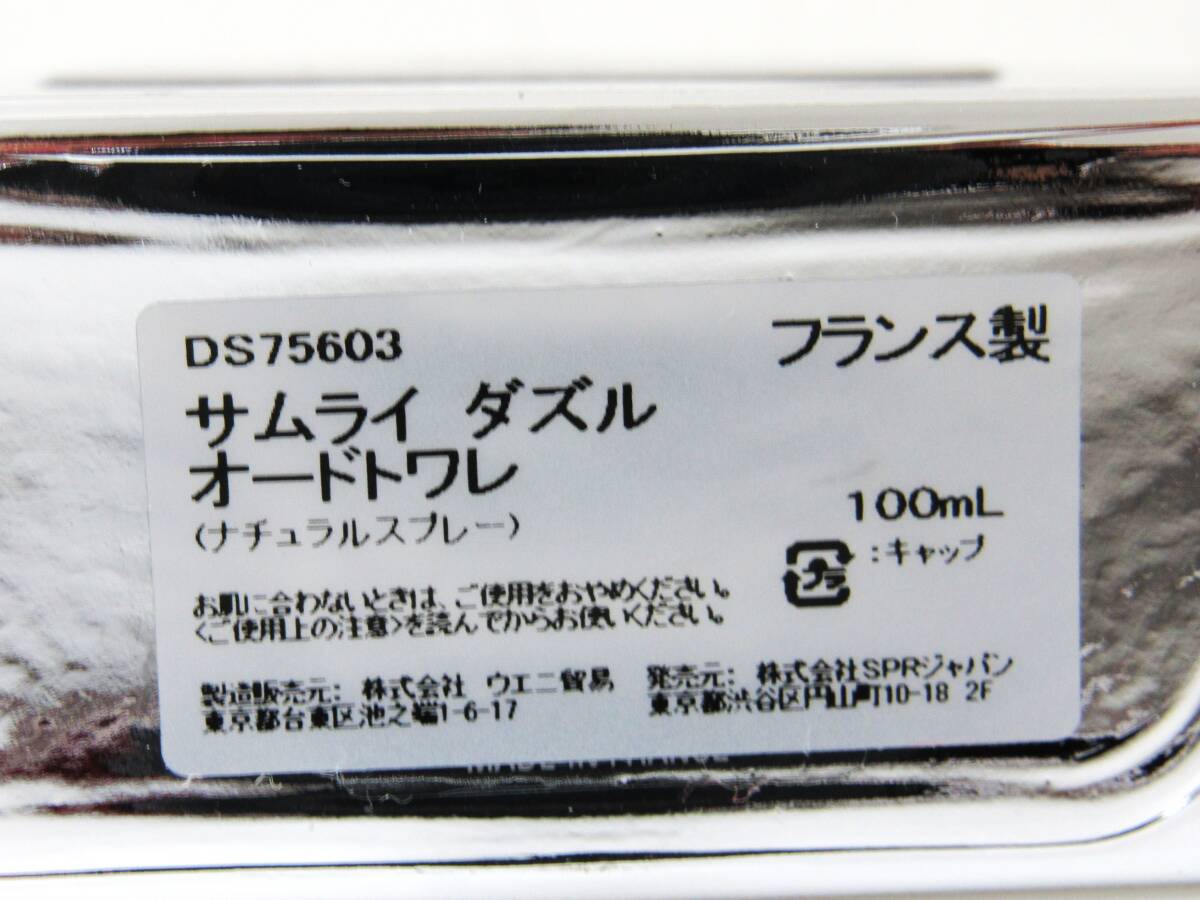 DS75603 フランス製
サムライ ダズル
オードトワレ
(ナチュラルスプレー) 100mL
プラ :キャップ
お肌に合わないときは、ご使用をおやめください。
<ご使用上の注意>を読んでからお使いください。
製造販売元: 株式会社 ウエニ貿易
東京都台東区池之端1-6-17
発売元: 株式会社SPRジャパン
東京都渋谷区円山町10-18 2F
MADE IN FRANCE